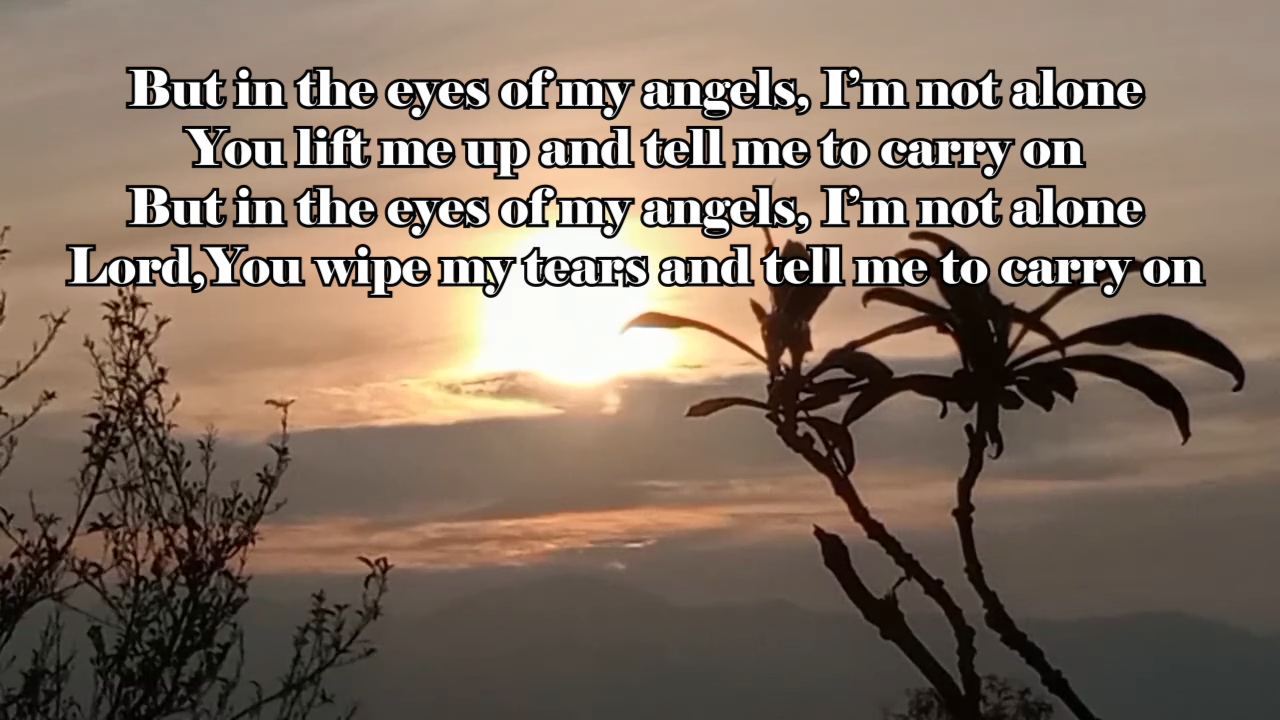 But in the eyes of my angels, I'm not alone
You lift me up and tell me to carry on
But in the eyes of my angels, I'm not alone
Lord,You wipe my tears and tell me to carry on